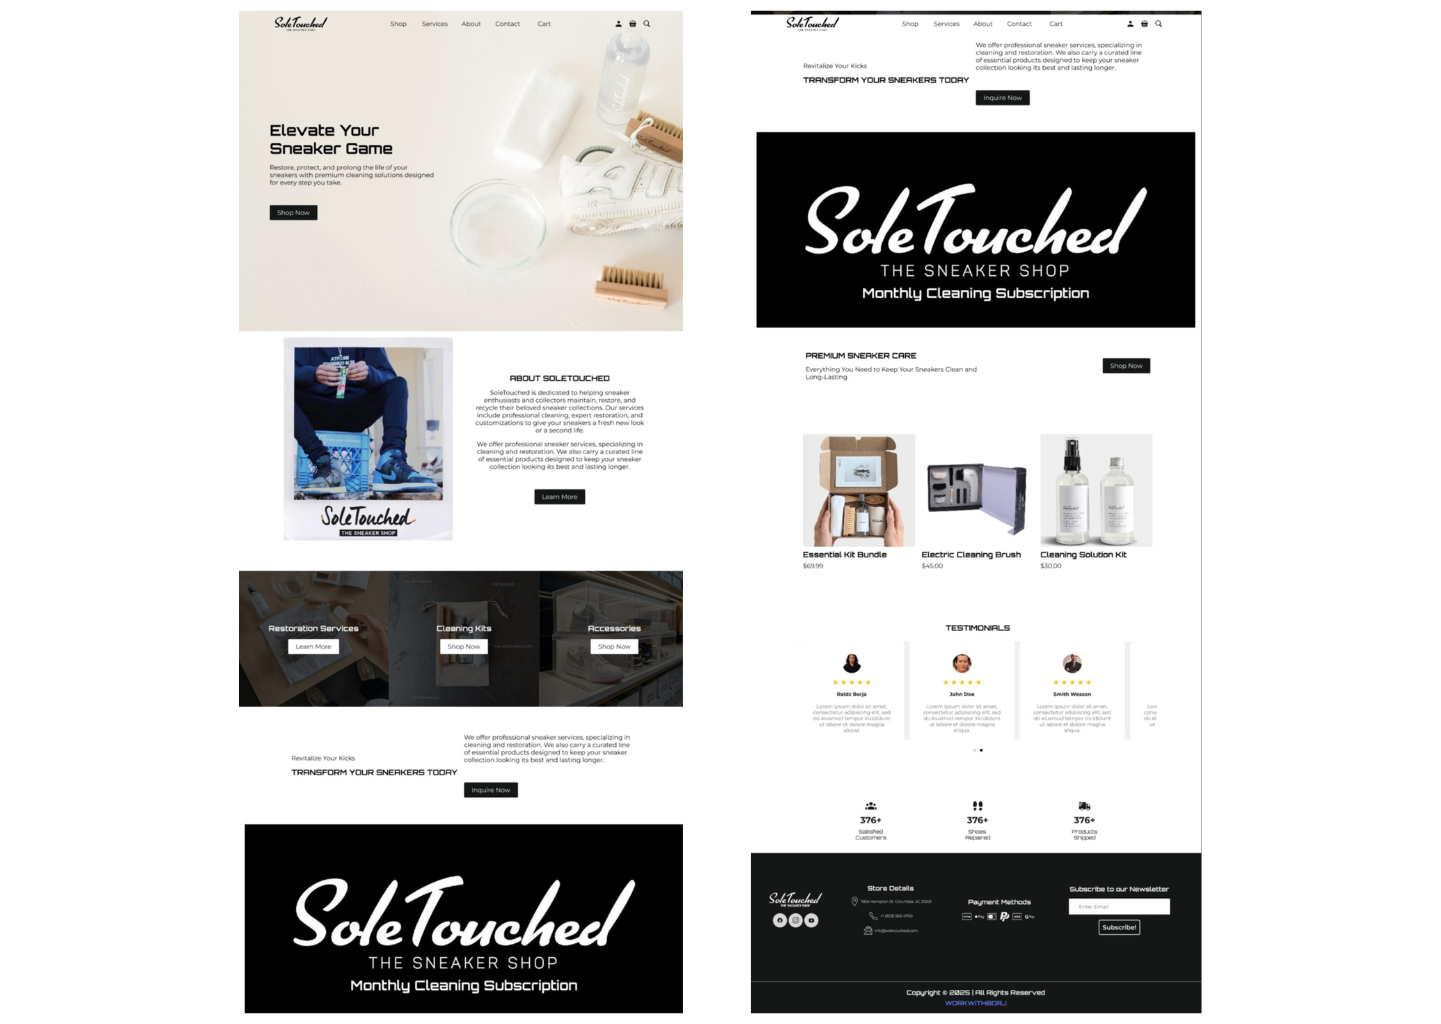 SoleTouched
THE SNEAKER SHOP
Shop Services About Contact Cart
Elevate Your
Sneaker Game
Restore, protect, and prolong the life of your
sneakers with premium cleaning solutions designed
for every step you take.
Shop Now
SoleTouched
THE SNEAKER SHOP
ABOUT SOLETOUCHED
SoleTouched is dedicated to helping sneaker
enthusiasts and collectors maintain, restore, and
recycle their beloved sneaker collections. Our services
include professional cleaning, expert restoration, and
customizations to give your sneakers a fresh new look
or a second life.
We offer professional sneaker services, specializing in
cleaning and restoration. We also carry a curated line
of essential products designed to keep your sneaker
collection looking its best and lasting longer.
Learn More
Restoration Services
Learn More
Cleaning Kits
Shop Now
Accessories
Shop Now
Revitalize Your Kicks
TRANSFORM YOUR SNEAKERS TODAY
We offer professional sneaker services, specializing in
cleaning and restoration. We also carry a curated line
of essential products designed to keep your sneaker
collection looking its best and lasting longer.
Inquire Now
SoleTouched
THE SNEAKER SHOP
Monthly Cleaning Subscription
SoleTouched
THE SNEAKER SHOP
Shop Services About Contact Cart
Revitalize Your Kicks
TRANSFORM YOUR SNEAKERS TODAY
We offer professional sneaker services, specializing in
cleaning and restoration. We also carry a curated line
of essential products designed to keep your sneaker
collection looking its best and lasting longer.
Inquire Now
SoleTouched
THE SNEAKER SHOP
Monthly Cleaning Subscription
PREMIUM SNEAKER CARE
Everything You Need to Keep Your Sneakers Clean and
Long-Lasting
Shop Now
Essential Kit Bundle
$69.99
Electric Cleaning Brush
$45.00
Cleaning Solution Kit
$30.00
TESTIMONIALS
Raldz Borja
Lorem ipsum dolor sit amet,
consectetur adipiscing elit, sed
do eiusmod tempor incididunt
ut labore et dolore magna
aliqua.
John Doe
Lorem ipsum dolor sit amet,
consectetur adipiscing elit, sed
do eiusmod tempor incididunt
ut labore et dolore magna
aliqua.
Smith Wesson
Lorem ipsum dolor sit amet,
consectetur adipiscing elit, sed
do eiusmod tempor incididunt
ut labore et dolore magna
aliqua.
376+
Satisfied
Customers
376+
Shoes
Repaired
376+
Products
Shipped
SoleTouched
THE SNEAKER SHOP
Store Details
Hampton St. Columbia, SC
info@soletouched.com
Payment Methods
Subscribe to our Newsletter
Enter Email
Subscribe!
Copyright © 2025 | All Rights Reserved
WORKWITHBORJ